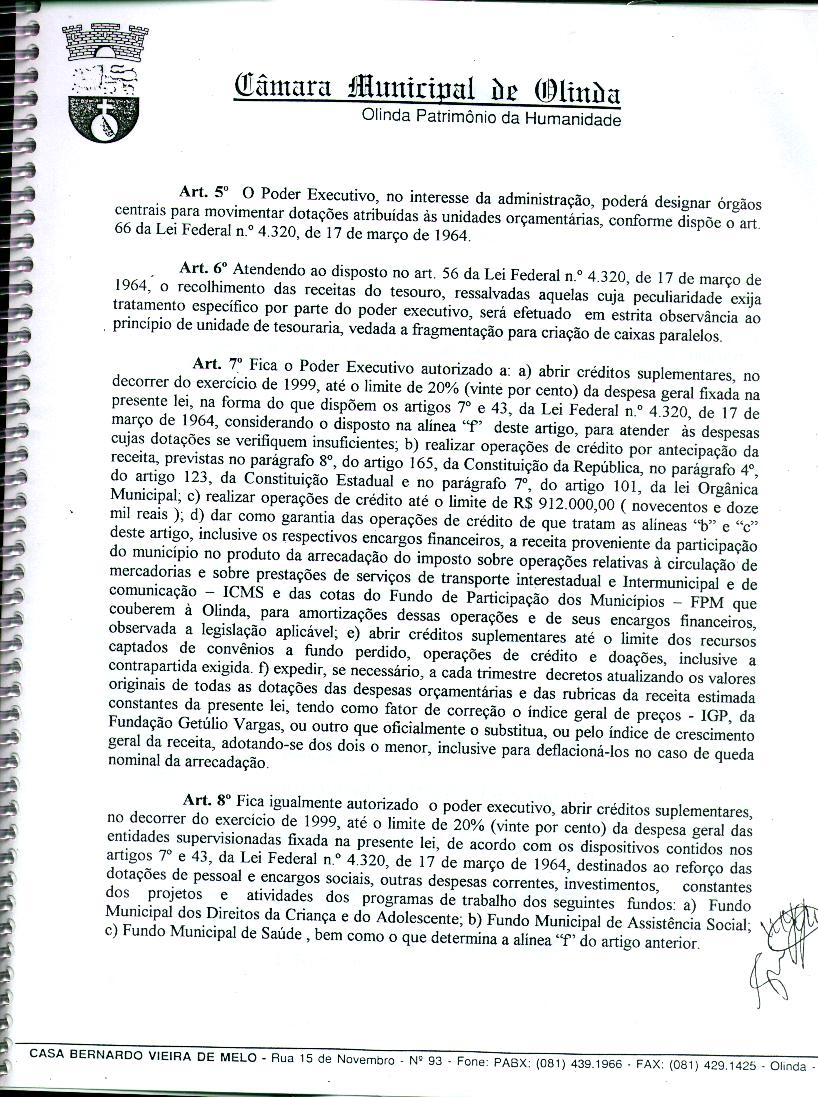 Câmara Municipal de Olinda
Olinda Patrimônio da Humanidade
Art. 5º O Poder Executivo, no interesse da administração, poderá designar órgãos
centrais para movimentar dotações atribuídas às unidades orçamentárias, conforme dispõe o art.
66 da Lei Federal n.º 4.320, de 17 de março de 1964.
Art. 6º Atendendo ao disposto no art. 56 da Lei Federal n.º 4.320, de 17 de março de
1964, o recolhimento das receitas do tesouro, ressalvadas aquelas cuja peculiaridade exija
tratamento específico por parte do poder executivo, será efetuado em estrita observância ao
princípio de unidade de tesouraria, vedada a fragmentação para criação de caixas paralelos.
Art. 7º Fica o Poder Executivo autorizado a: a) abrir créditos suplementares, no
decorrer do exercício de 1999, até o limite de 20% (vinte por cento) da despesa geral fixada na
presente lei, na forma do que dispõem os artigos 7º e 43, da Lei Federal n.º 4.320, de 17 de
março de 1964, considerando o disposto na alínea “f” deste artigo, para atender às despesas
cujas dotações se verifiquem insuficientes; b) realizar operações de crédito por antecipação da
receita, previstas no parágrafo 8º, do artigo 165, da Constituição da República, no parágrafo 4º,
do artigo 123, da Constituição Estadual e no parágrafo 7º, do artigo 101, da lei Orgânica
Municipal; c) realizar operações de crédito até o limite de R$ 912.000,00 ( novecentos e doze
mil reais ); d) dar como garantia das operações de crédito de que tratam as alíneas “b” e “c”
deste artigo, inclusive os respectivos encargos financeiros, a receita proveniente da participação
do município no produto da arrecadação do imposto sobre operações relativas à circulação de
mercadorias e sobre prestações de serviços de transporte interestadual e Intermunicipal e de
comunicação – ICMS e das cotas do Fundo de Participação dos Municípios – FPM que
couberem à Olinda, para amortizações dessas operações e de seus encargos financeiros,
observada a legislação aplicável; e) abrir créditos suplementares até o limite dos recursos
captados de convênios a fundo perdido, operações de crédito e doações, inclusive a
contrapartida exigida. f) expedir, se necessário, a cada trimestre decretos atualizando os valores
originais de todas as dotações das despesas orçamentárias e das rubricas da receita estimada
constantes da presente lei, tendo como fator de correção o índice geral de preços - IGP, da
Fundação Getúlio Vargas, ou outro que oficialmente o substitua, ou pelo índice de crescimento
geral da receita, adotando-se dos dois o menor, inclusive para deflacioná-los no caso de queda
nominal da arrecadação.
Art. 8º Fica igualmente autorizado o poder executivo, abrir créditos suplementares,
no decorrer do exercício de 1999, até o limite de 20% (vinte por cento) da despesa geral das
entidades supervisionadas fixada na presente lei, de acordo com os dispositivos contidos nos
artigos 7º e 43, da Lei Federal n.º 4.320, de 17 de março de 1964, destinados ao reforço das
dotações de pessoal e encargos sociais, outras despesas correntes, investimentos, constantes
dos projetos e atividades dos programas de trabalho dos seguintes fundos: a) Fundo
Municipal dos Direitos da Criança e do Adolescente; b) Fundo Municipal de Assistência Social;
c) Fundo Municipal de Saúde , bem como o que determina a alínea “f” do artigo anterior.
CASA BERNARDO VIEIRA DE MELO - Rua 15 de Novembro - Nº 93 - Fone: PABX: (081) 439.1966 - FAX: (081) 429.1425 - Olinda -